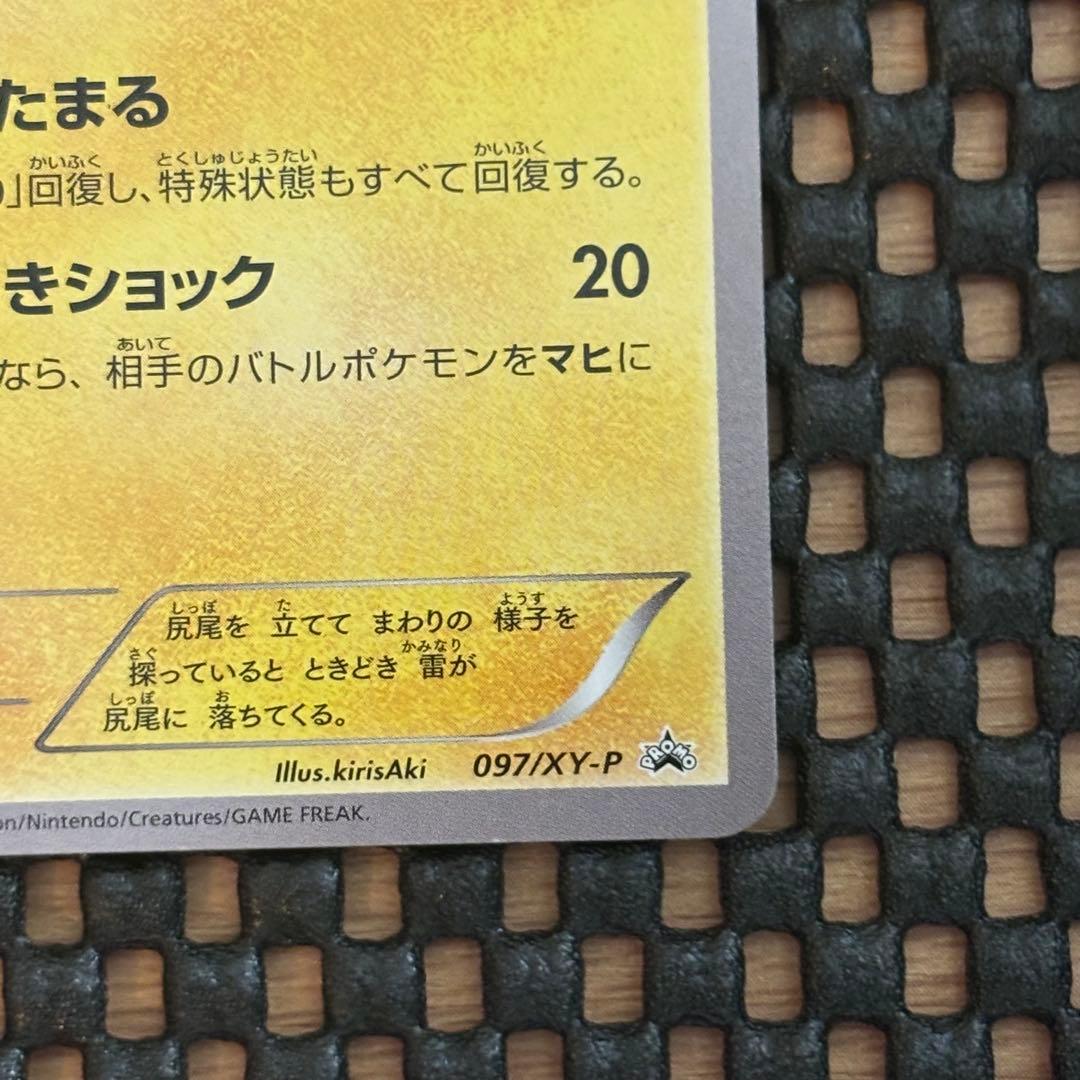 たまる
」回復し、特殊状態もすべて回復する。
きショック 20
なら、相手のバトルポケモンをマヒに
尻尾を 立てて まわりの 様子を
探っていると ときどき 雷が
尻尾に 落ちてくる。
Illus.kirisAki 097/XY-P PROMO
on/Nintendo/Creatures/GAME FREAK.